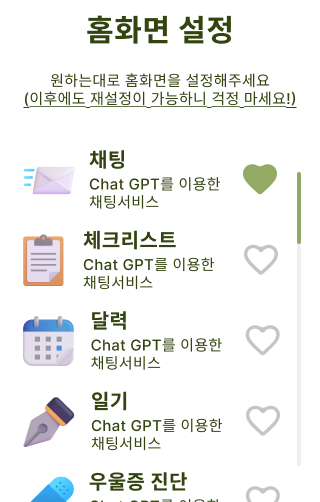 홈화면 설정
원하는대로 홈화면을 설정해주세요
(이후에도 재설정이 가능하니 걱정 마세요!)
채팅
Chat GPT를 이용한
채팅서비스
체크리스트
Chat GPT를 이용한
채팅서비스
달력
Chat GPT를 이용한
채팅서비스
일기
Chat GPT를 이용한
채팅서비스
우울증 진단